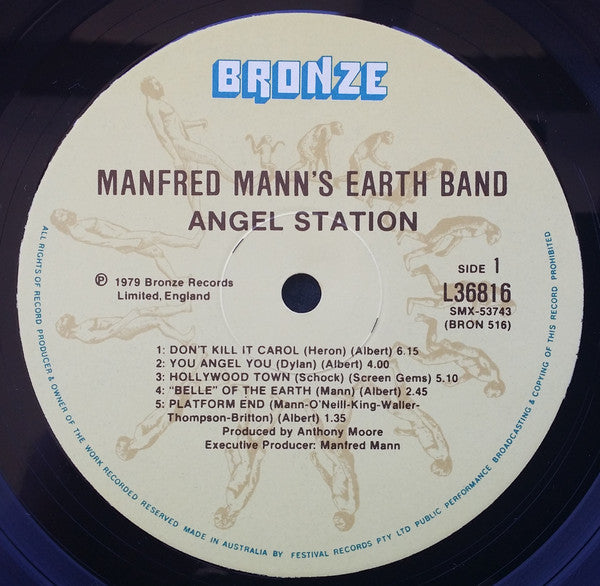 BRONZE
MANFRED MANN'S EARTH BAND
ANGEL STATION
SIDE 1
℗ 1979 Bronze Records
Limited, England
L36816
SMX-53743
(BRON 516)
1: DON'T KILL IT CAROL (Heron) (Albert) 6.15
2: YOU ANGEL YOU (Dylan) (Albert) 4.00
3: HOLLYWOOD TOWN (Schock) (Screen Gems) 5.10
4: "BELLE" OF THE EARTH (Mann) (Albert) 2.45
5: PLATFORM END (Mann-O'Neill-King-Waller-
Thompson-Britton) (Albert) 1.35
Produced by Anthony Moore
Executive Producer: Manfred Mann
ALL RIGHTS OF RECORD PRODUCER & OWNER OF THE WORK RECORDED RESERVED MADE IN AUSTRALIA BY FESTIVAL RECORDS PTY LTD PUBLIC PERFORMANCE BROADCASTING & COPYING OF THIS RECORD PROHIBITED